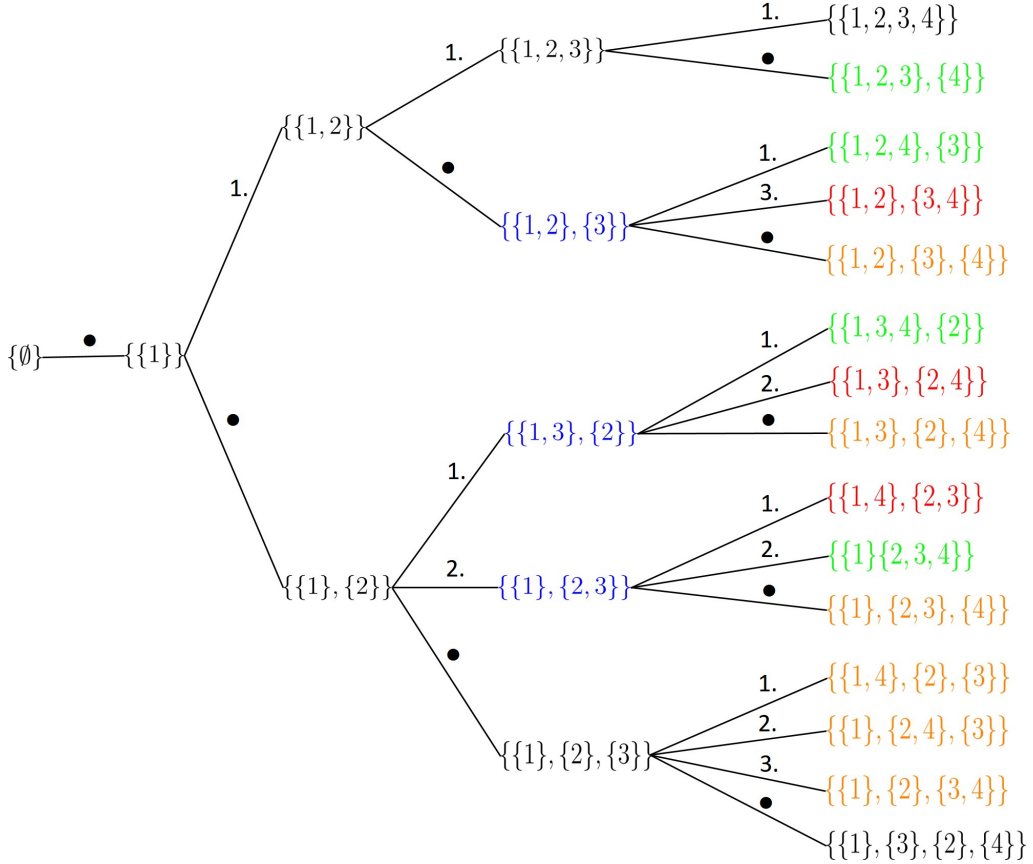 1.
{{1, 2, 3, 4}}
1.
{{1, 2, 3}}
{{1, 2, 3}, {4}}
{{1, 2}}
1.
{{1, 2, 4}, {3}}
1.
3.
{{1, 2}, {3, 4}}
{{1, 2}, {3}}
{{1, 2}, {3}, {4}}
{∅}
{{1}}
1.
{{1, 3, 4}, {2}}
2.
{{1, 3}, {2, 4}}
{{1, 3}, {2}}
{{1, 3}, {2}, {4}}
1.
1.
{{1, 4}, {2, 3}}
2.
{{1}{2, 3, 4}}
{{1}, {2}}
2.
{{1}, {2, 3}}
{{1}, {2, 3}, {4}}
1.
{{1, 4}, {2}, {3}}
2.
{{1}, {2, 4}, {3}}
{{1}, {2}, {3}}
3.
{{1}, {2}, {3, 4}}
{{1}, {3}, {2}, {4}}